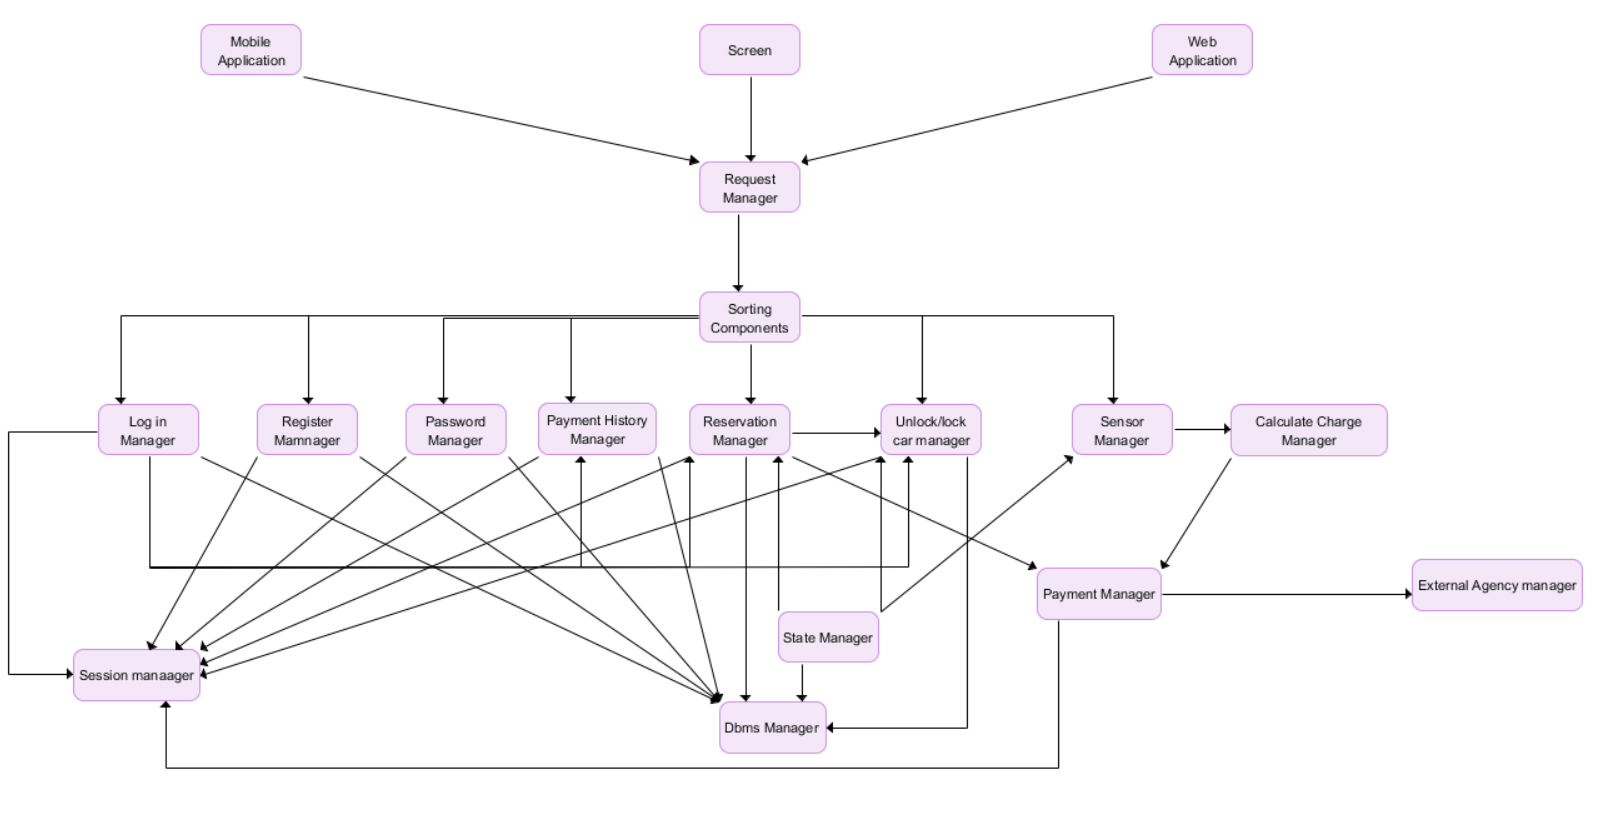 Mobile
Application
Screen
Web
Application
Request
Manager
Sorting
Components
Log in
Manager
Register
Mamnager
Password
Manager
Payment History
Manager
Reservation
Manager
Unlock/lock
car manager
Sensor
Manager
Calculate Charge
Manager
Payment Manager
External Agency manager
State Manager
Session manaager
Dbms Manager